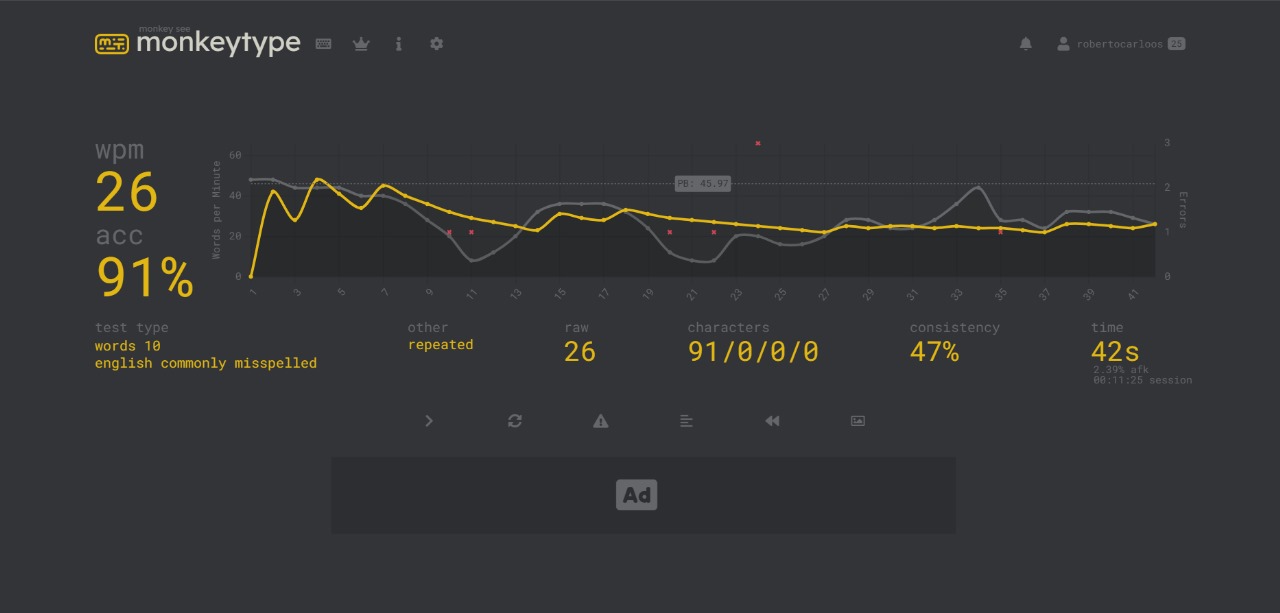 monkey see
monkeytype
robertocarloos 25
wpm
26
acc
91%
Words per Minute
60
40
20
0
PB: 45.97
3
2
1
0
Errors
1 3 5 7 9 11 13 15 17 19 21 23 25 27 29 31 33 35 37 39 41
test type
words 10
english commonly misspelled
other
repeated
raw
26
characters
91/0/0/0
consistency
47%
time
42s
2.39% afk
00:11:25 session
Ad